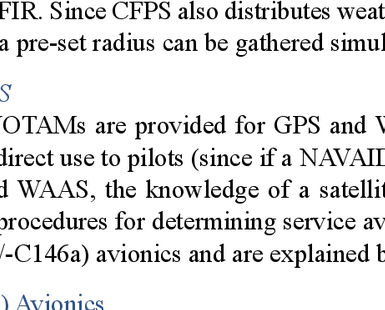 FIR. Since CFPS also distributes weat
a pre-set radius can be gathered simul
S
OTAMs are provided for GPS and W
direct use to pilots (since if a NAVAID
d WAAS, the knowledge of a satellit
procedures for determining service av
/-C146a) avionics and are explained b
) Avionics